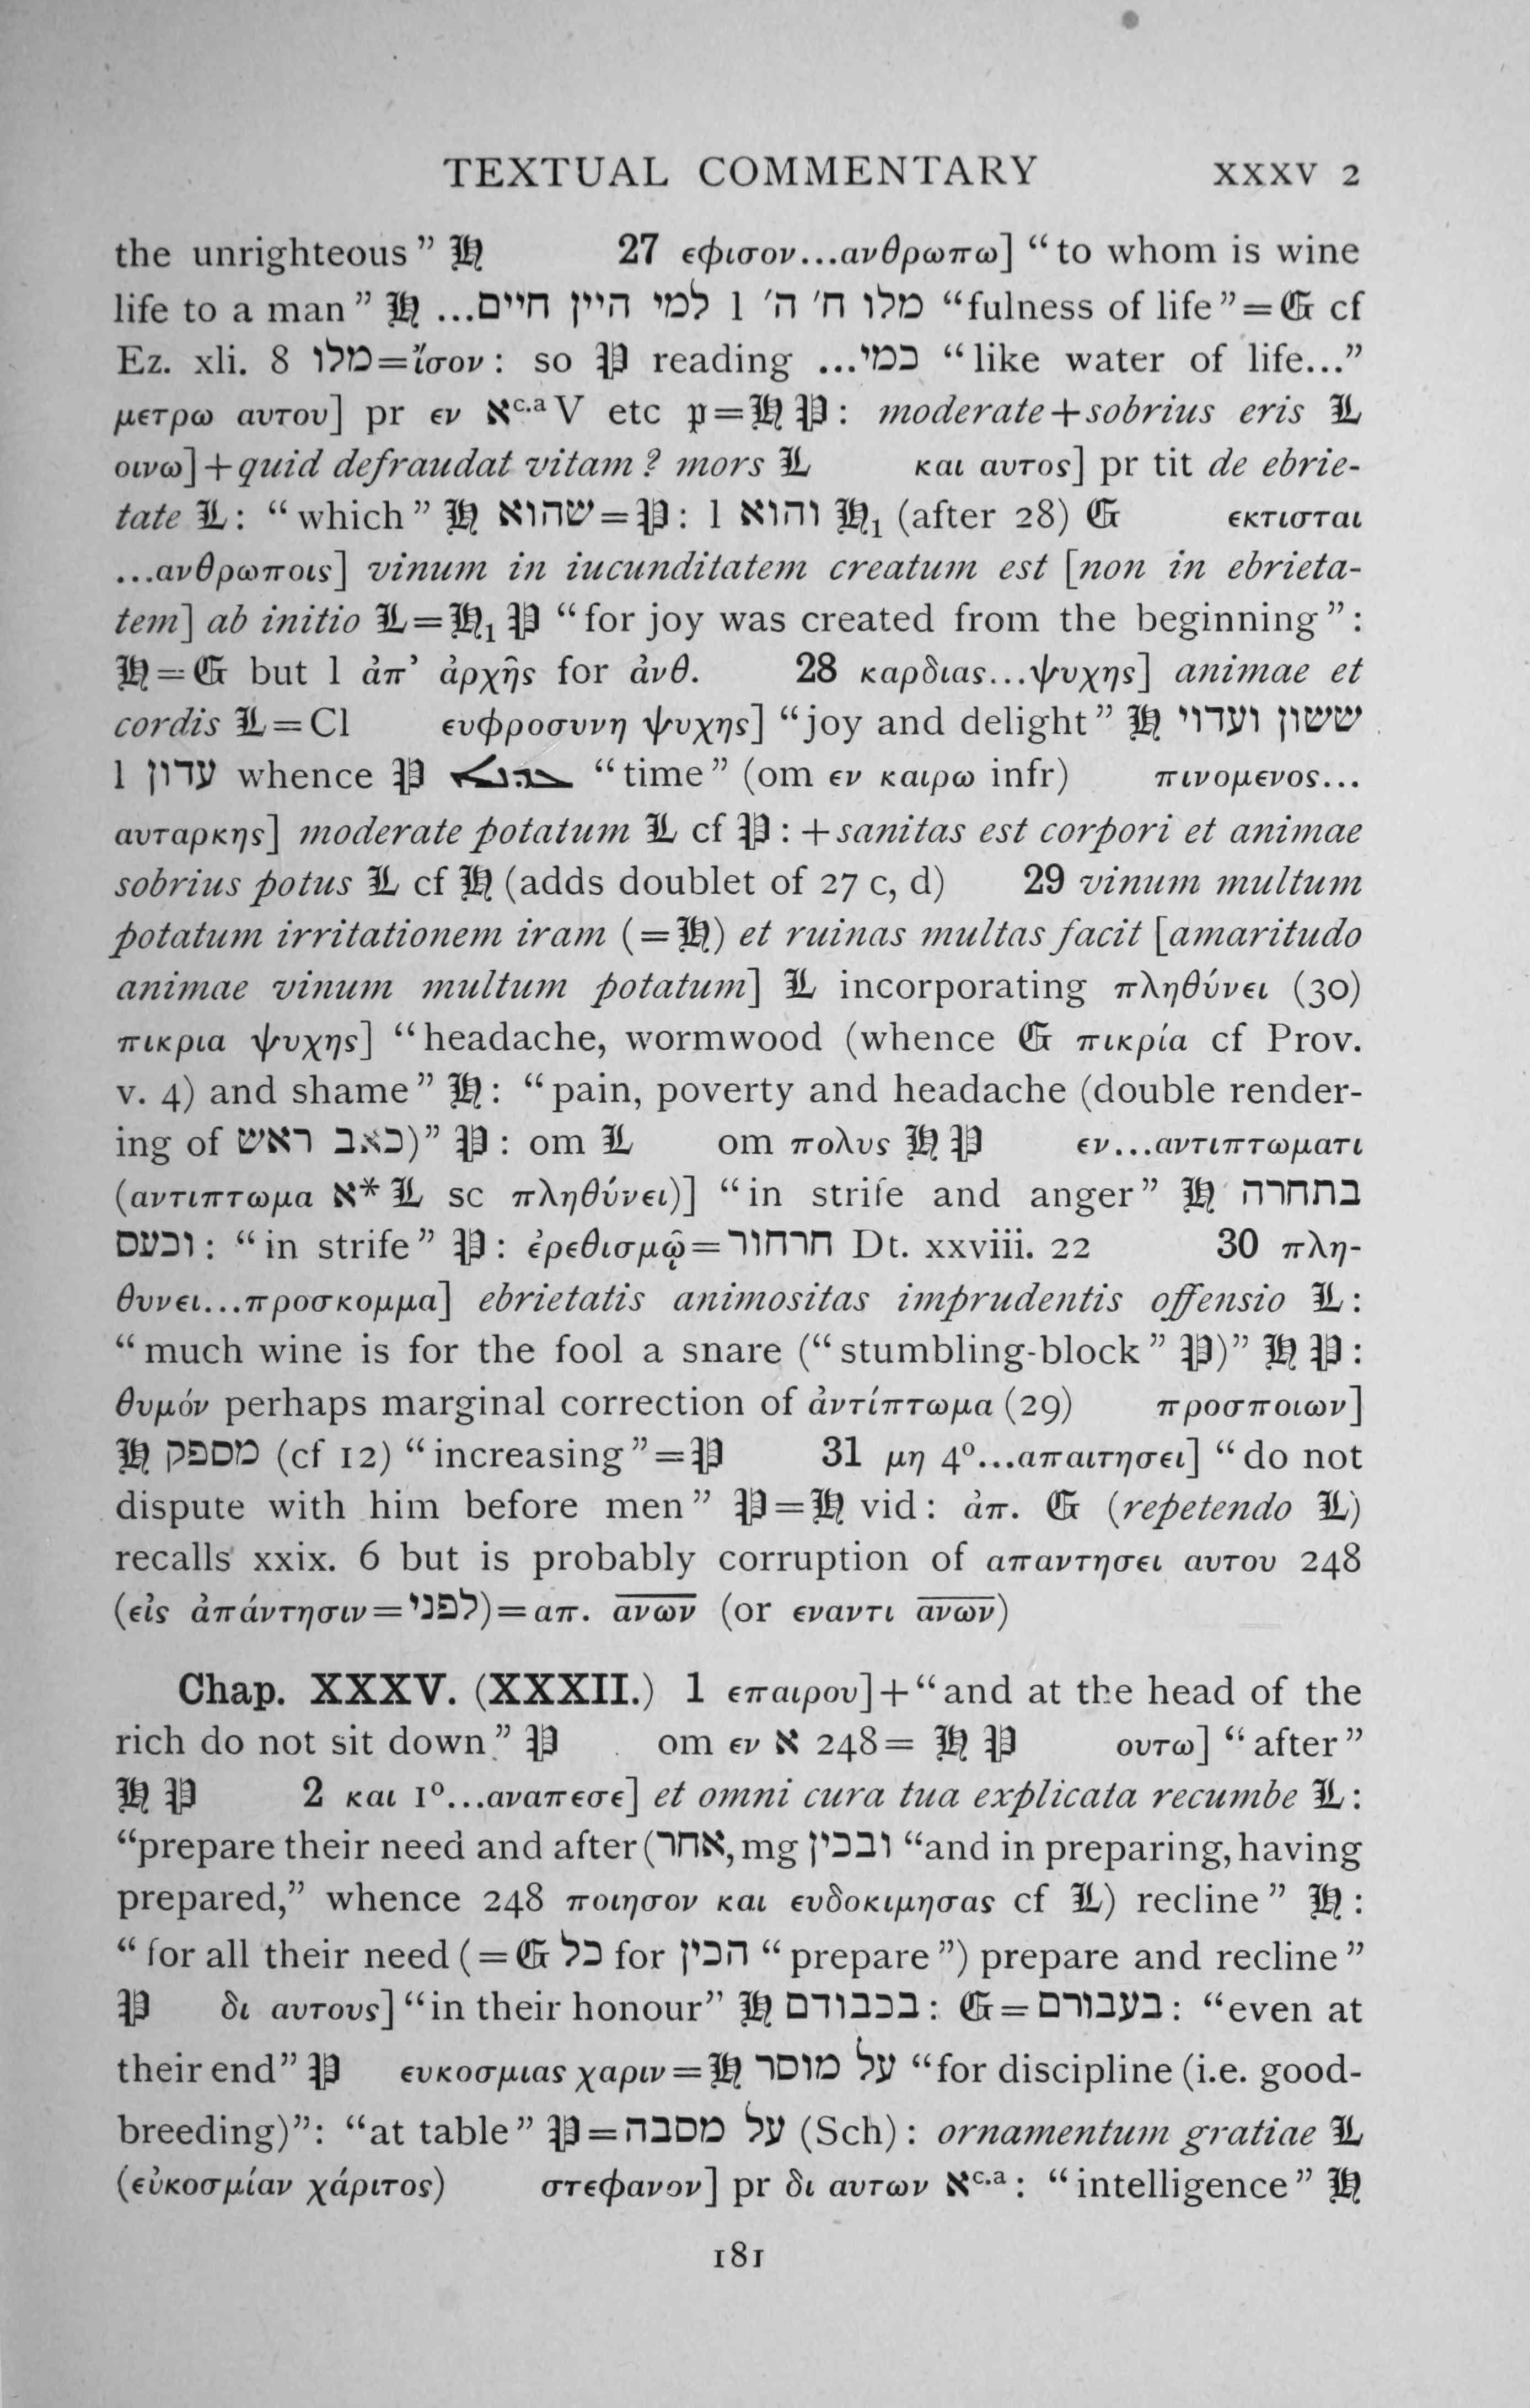 TEXTUAL COMMENTARY XXXV 2
the unrighteous” 𝕳 27 εφισον...ανθρωπω] “to whom is wine
life to a man” 𝕳 ...למי היין חיים l מלו ח׳ ה׳ “fulness of life”=𝕲 cf
Ez. xli. 8 מלו=ἴσον: so 𝕻 reading ...כמי “like water of life...”
μετρω αυτου] pr εν אc.a V etc 𝔭=𝕳 𝕻: moderate+sobrius eris 𝕷
οινω]+quid defraudat vitam? mors 𝕷 και αυτος] pr tit de ebrie-
tate 𝕷: “which” 𝕳 שהוא=𝕻: l והוא 𝕳1 (after 28) 𝕲 εκτισται
...ανθρωποις] vinum in iucunditatem creatum est [non in ebrieta-
tem] ab initio 𝕷=𝕳1 𝕻 “for joy was created from the beginning”:
𝕳=𝕲 but l ἀπ’ ἀρχῆς for ἀνθ. 28 καρδιας...ψυχης] animae et
cordis 𝕷=Cl ευφροσυνη ψυχης] “joy and delight” 𝕳 ששון ועדוי
l עדון whence 𝕻 ܥܕܢܐ “time” (om εν καιρω infr) πινομενος...
αυταρκης] moderate potatum 𝕷 cf 𝕻: +sanitas est corpori et animae
sobrius potus 𝕷 cf 𝕳 (adds doublet of 27 c, d) 29 vinum multum
potatum irritationem iram (=𝕳) et ruinas multas facit [amaritudo
animae vinum multum potatum] 𝕷 incorporating πληθύνει (30)
πικρια ψυχης] “headache, wormwood (whence 𝕲 πικρία cf Prov.
v. 4) and shame” 𝕳: “pain, poverty and headache (double render-
ing of כאב ראש)” 𝕻: om 𝕷 om πολυς 𝕳 𝕻 εν...αντιπτωματι
(αντιπτωμα א* 𝕷 sc πληθύνει)] “in strife and anger” 𝕳 בתחרה
וכעס: “in strife” 𝕻: ἐρεθισμῷ=חרחור Dt. xxviii. 22 30 πλη-
θυνει...προσκομμα] ebrietatis animositas imprudentis offensio 𝕷:
“much wine is for the fool a snare (“stumbling-block” 𝕻)” 𝕳 𝕻:
θυμόν perhaps marginal correction of ἀντίπτωμα (29) προσποιων]
𝕳 מספק (cf 12) “increasing”=𝕻 31 μη 4º...απαιτησει] “do not
dispute with him before men” 𝕻=𝕳 vid: ἀπ. 𝕲 (repetendo 𝕷)
recalls xxix. 6 but is probably corruption of απαντησει αυτου 248
(εἰς ἀπάντησιν=לפני)=απ. α̅ν̅ω̅ν̅ (or εναντι α̅ν̅ω̅ν̅)
Chap. XXXV. (XXXII.) 1 επαιρου]+“and at the head of the
rich do not sit down” 𝕻 om εν א 248= 𝕳 𝕻 ουτω] “after”
𝕳 𝕻 2 και 1º...αναπεσε] et omni cura tua explicata recumbe 𝕷:
“prepare their need and after (אחר, mg ובכין “and in preparing, having
prepared,” whence 248 ποιησον και ευδοκιμησας cf 𝕷) recline” 𝕳:
“for all their need (=𝕲 כל for הכין “prepare”) prepare and recline”
𝕻 δι αυτους] “in their honour” 𝕳 בכבודם: 𝕲=בעבורם: “even at
their end” 𝕻 ευκοσμιας χαριν=𝕳 על מוסר “for discipline (i.e. good-
breeding)”: “at table” 𝕻=על מסבה (Sch): ornamentum gratiae 𝕷
(εὐκοσμίαν χάριτος) στεφανον] pr δι αυτων אc.a: “intelligence” 𝕳
181